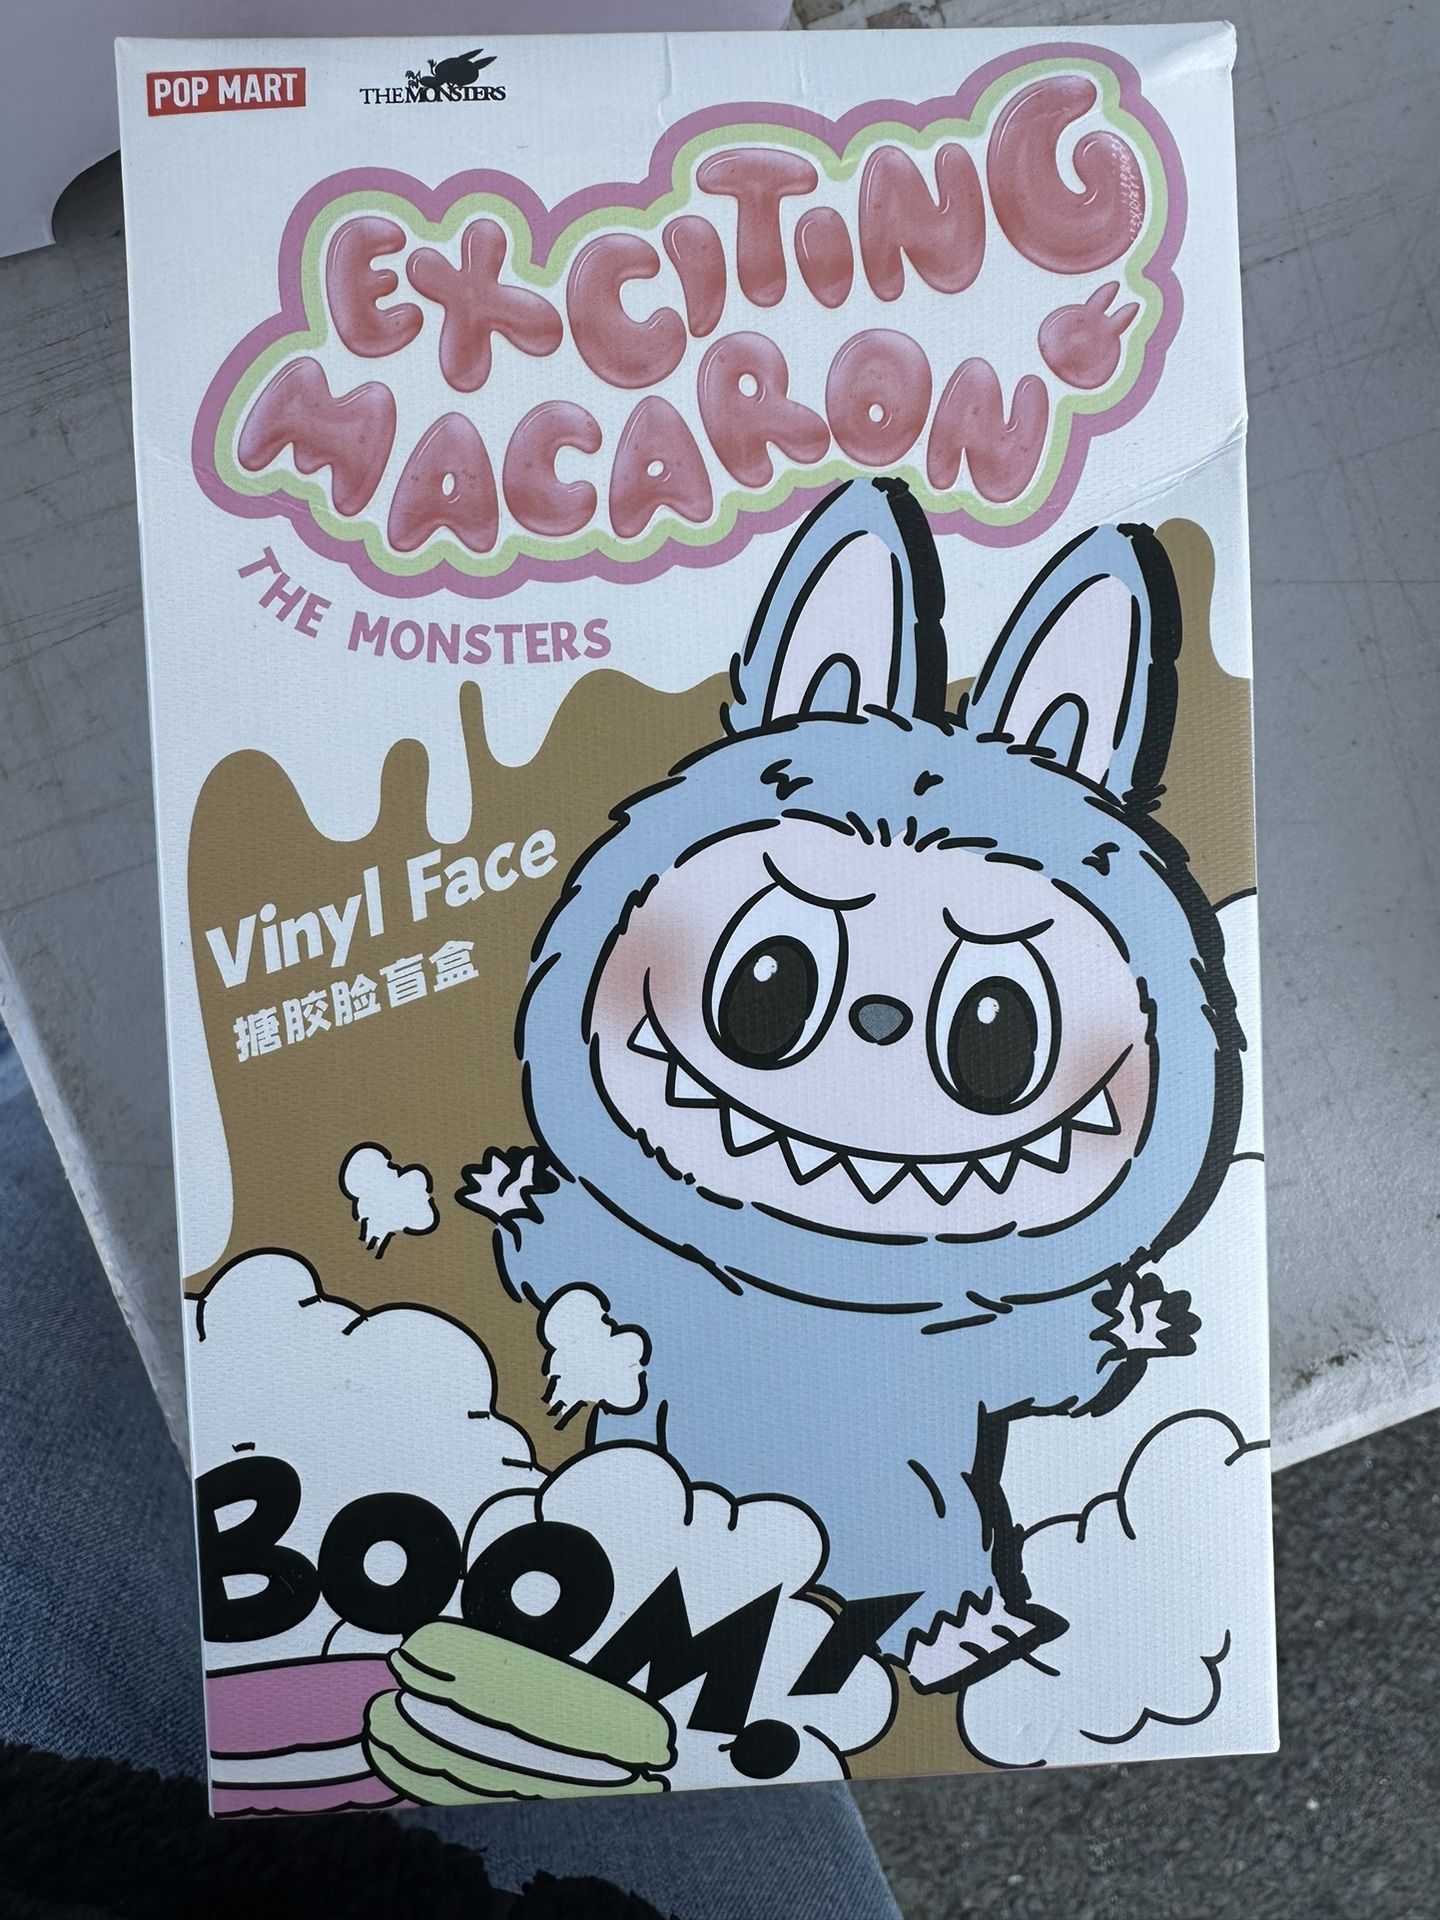 POP MART
THE MONSTERS
EXCITING
MACARON
THE MONSTERS
Vinyl Face
搪胶脸盲盒
BOOM!